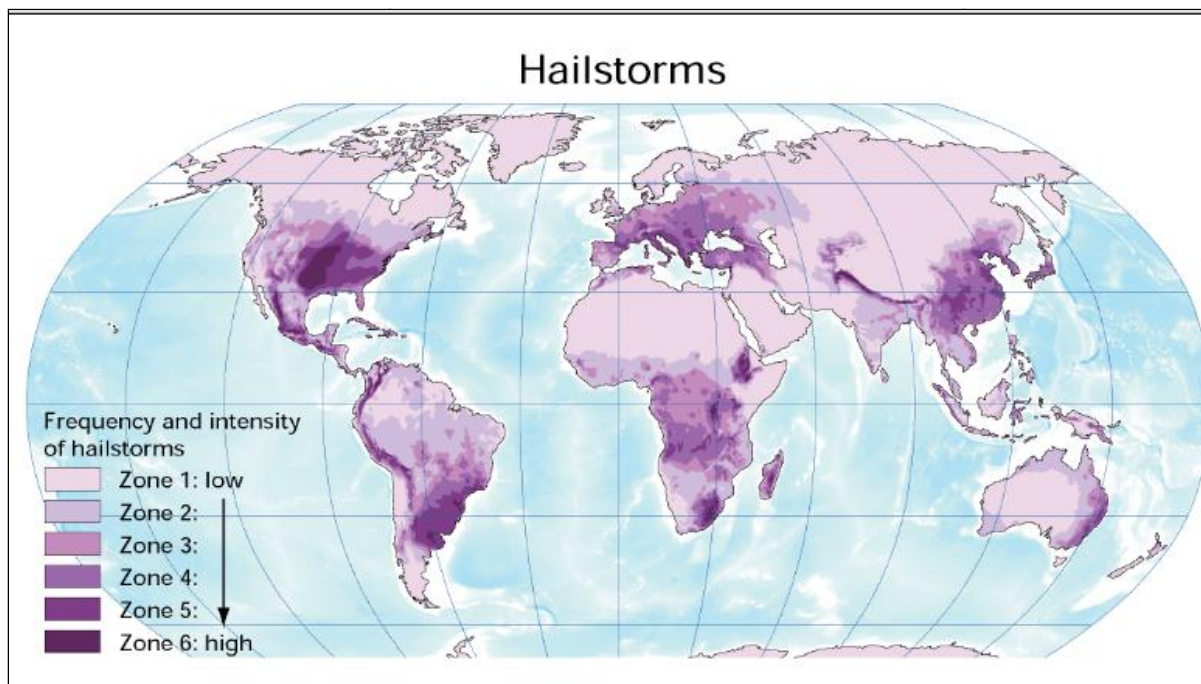 Hailstorms
Frequency and intensity
of hailstorms
Zone 1: low
Zone 2:
Zone 3:
Zone 4:
Zone 5:
Zone 6: high